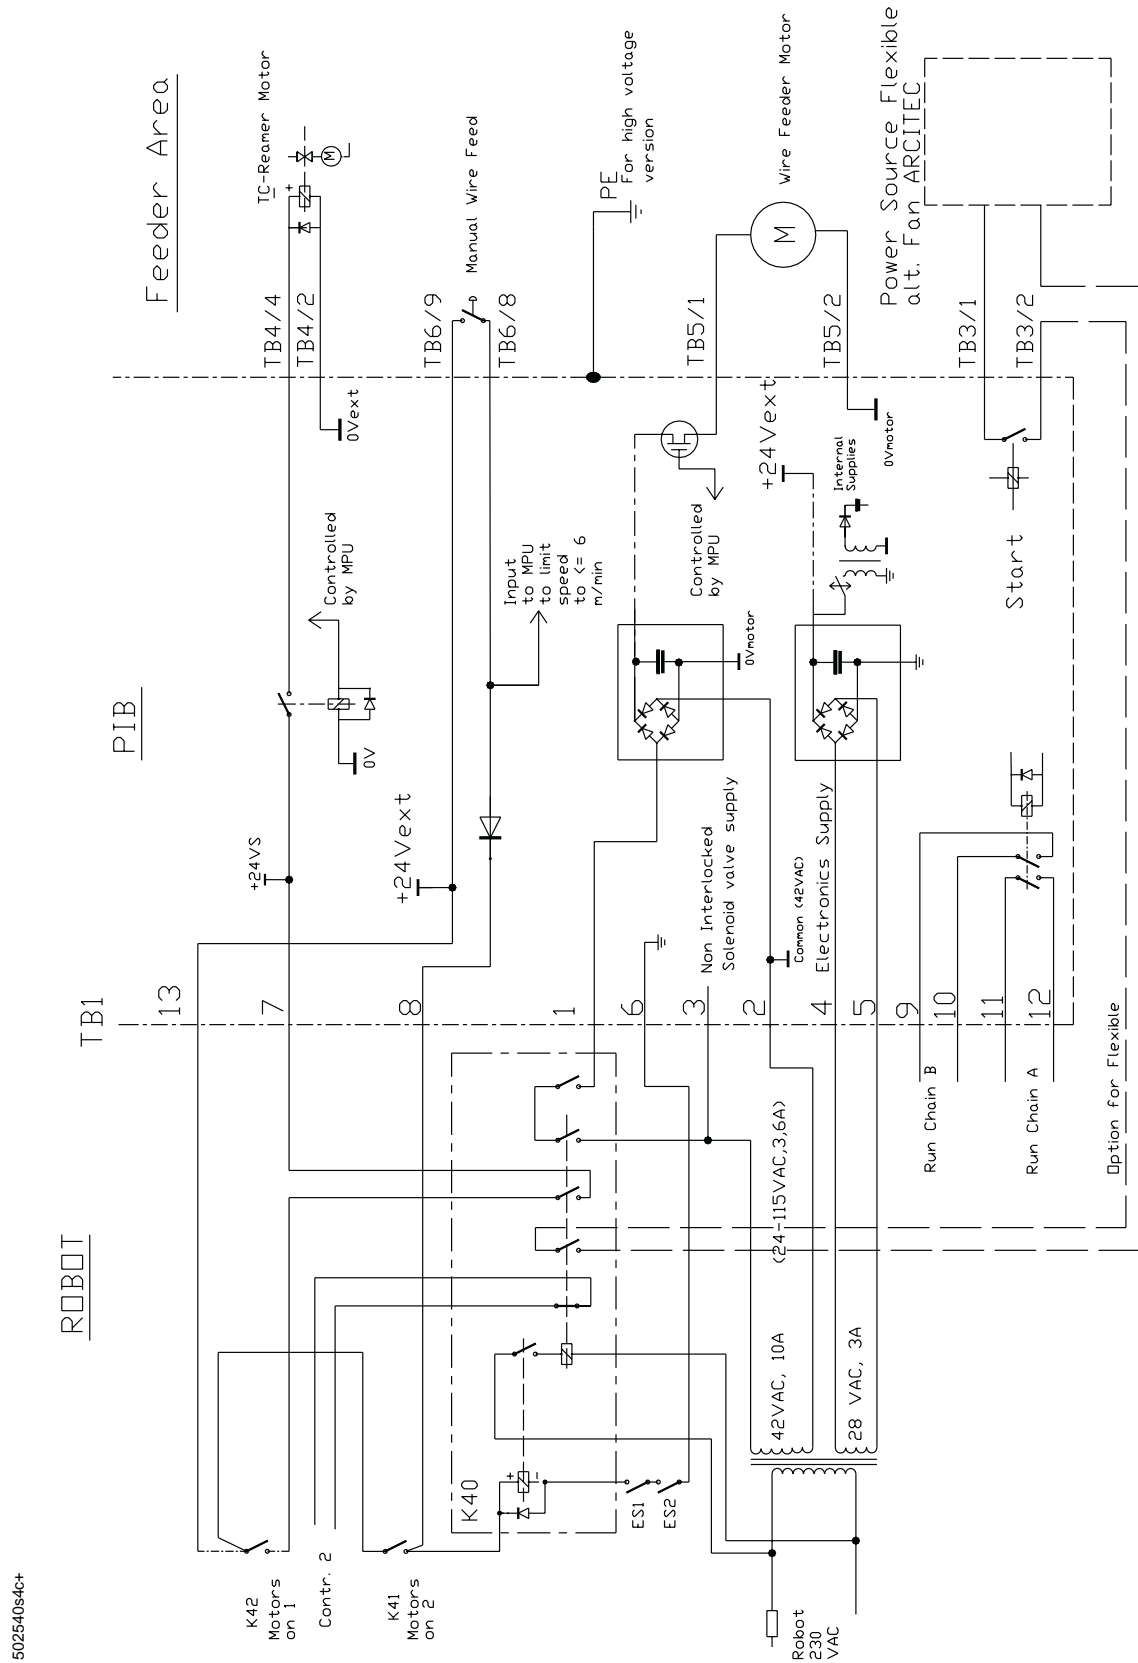 Feeder Area
TC-Reamer Motor
+
M
Manual Wire Feed
PE
For high voltage
version
Wire Feeder Motor
M
Power Source Flexible
alt. Fan ARCITEC
TB4/4
TB4/2
TB6/9
TB6/8
TB5/1
TB5/2
TB3/1
TB3/2
PIB
0Vext
Controlled
by MPU
0V
+24VS
+24Vext
Input
to MPU
to limit
speed
to <= 6
m/min
Controlled
by MPU
0Vmotor
+24Vext
Internal
Supplies
0Vmotor
Start
Non Interlocked
Solenoid valve supply
Common (42VAC)
Electronics Supply
TB1
13
7
8
1
6
3
2
4
5
9
10
11
12
ROBOT
Run Chain B
Run Chain A
Option for Flexible
(24-115VAC,3,6A)
42VAC, 10A
28 VAC, 3A
K40
+
-
ES1
ES2
K42
Motors
on 1
Contr. 2
K41
Motors
on 2
Robot
230
VAC
502540s4c+